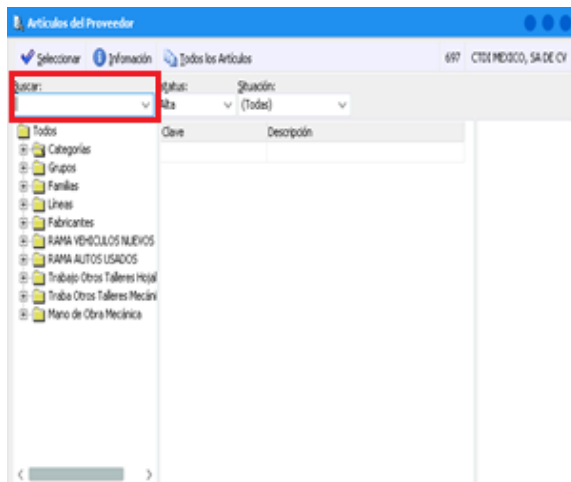 Artículos del Proveedor
Seleccionar Infomación Todos los Artículos 697 CTDI MEXICO, SA DE CV
Buscar: Status: Situación:
Alta (Todas)
Todos Clave Descripción
Categorías
Grupos
Familias
Líneas
Fabricantes
RAMA VEHICULOS NUEVOS
RAMA AUTOS USADOS
Trabajo Otros Talleres Hojal
Traba Otros Talleres Mecáni
Mano de Obra Mecánica